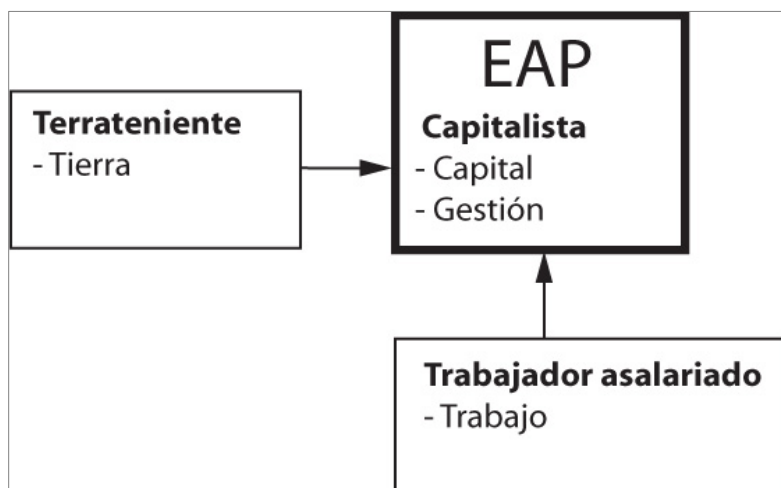 EAP
Terrateniente
- Tierra
Capitalista
- Capital
- Gestión
Trabajador asalariado
- Trabajo